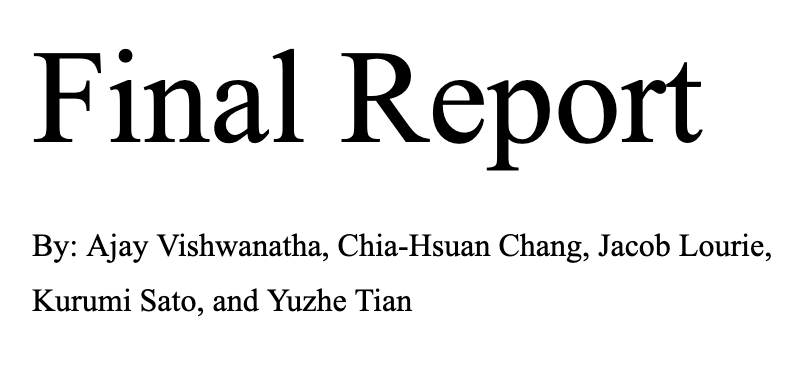 Final Report
By: Ajay Vishwanatha, Chia-Hsuan Chang, Jacob Lourie,
Kurumi Sato, and Yuzhe Tian